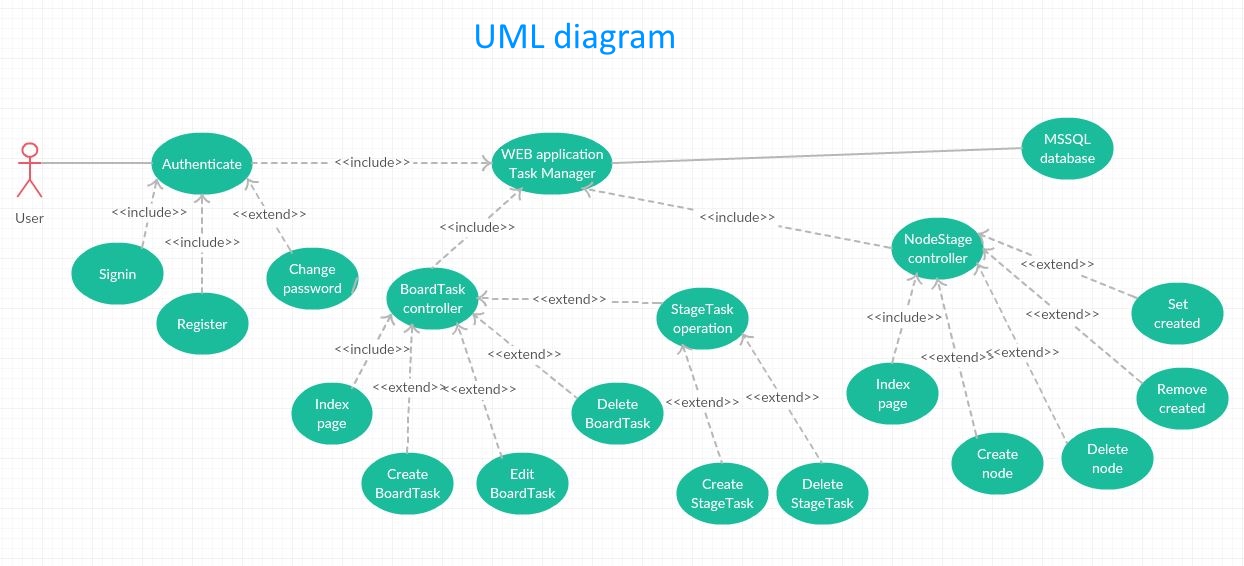 UML diagram
User
Authenticate
<<include>>
WEB application
Task Manager
MSSQL
database
<<include>>
<<include>>
<<extend>>
Signin
Register
Change
password
<<include>>
<<include>>
BoardTask
controller
<<extend>>
StageTask
operation
NodeStage
controller
<<include>>
<<extend>>
<<extend>>
<<extend>>
Index
page
Create
BoardTask
Edit
BoardTask
Delete
BoardTask
<<extend>>
<<extend>>
Create
StageTask
Delete
StageTask
<<include>>
<<extend>>
<<extend>>
<<extend>>
<<extend>>
Index
page
Create
node
Delete
node
Remove
created
Set
created